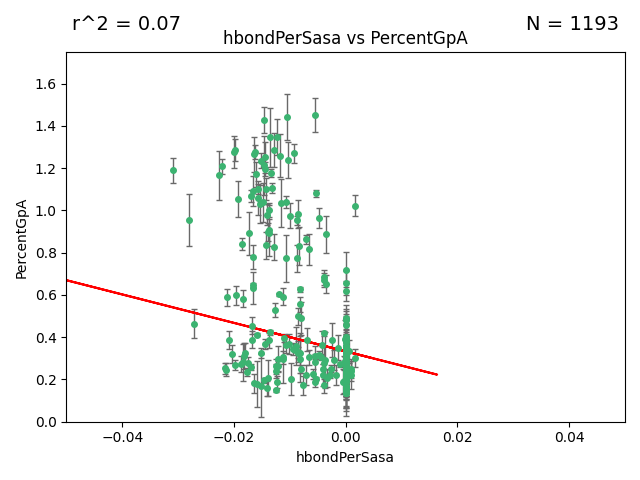 r^2 = 0.07
N = 1193
hbondPerSasa vs PercentGpA
1.6
1.4
1.2
1.0
0.8
0.6
0.4
0.2
0.0
PercentGpA
−0.04
−0.02
0.00
0.02
0.04
hbondPerSasa